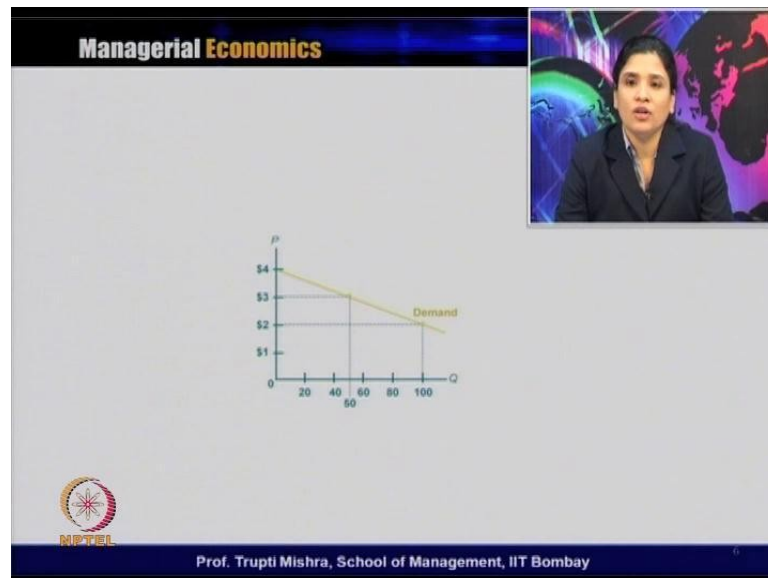 Managerial Economics
P
$4
$3
Demand
$2
$1
0
20 40 60 80 100 Q
50
NPTEL
Prof. Trupti Mishra, School of Management, IIT Bombay
6